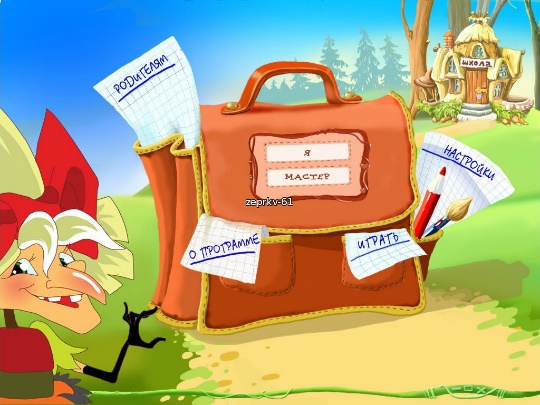 РОДИТЕЛЯМ
ШКОЛА
Я
МАСТЕР
НАСТРОЙКИ
zeprkv-61
О ПРОГРАММЕ
ИГРАТЬ